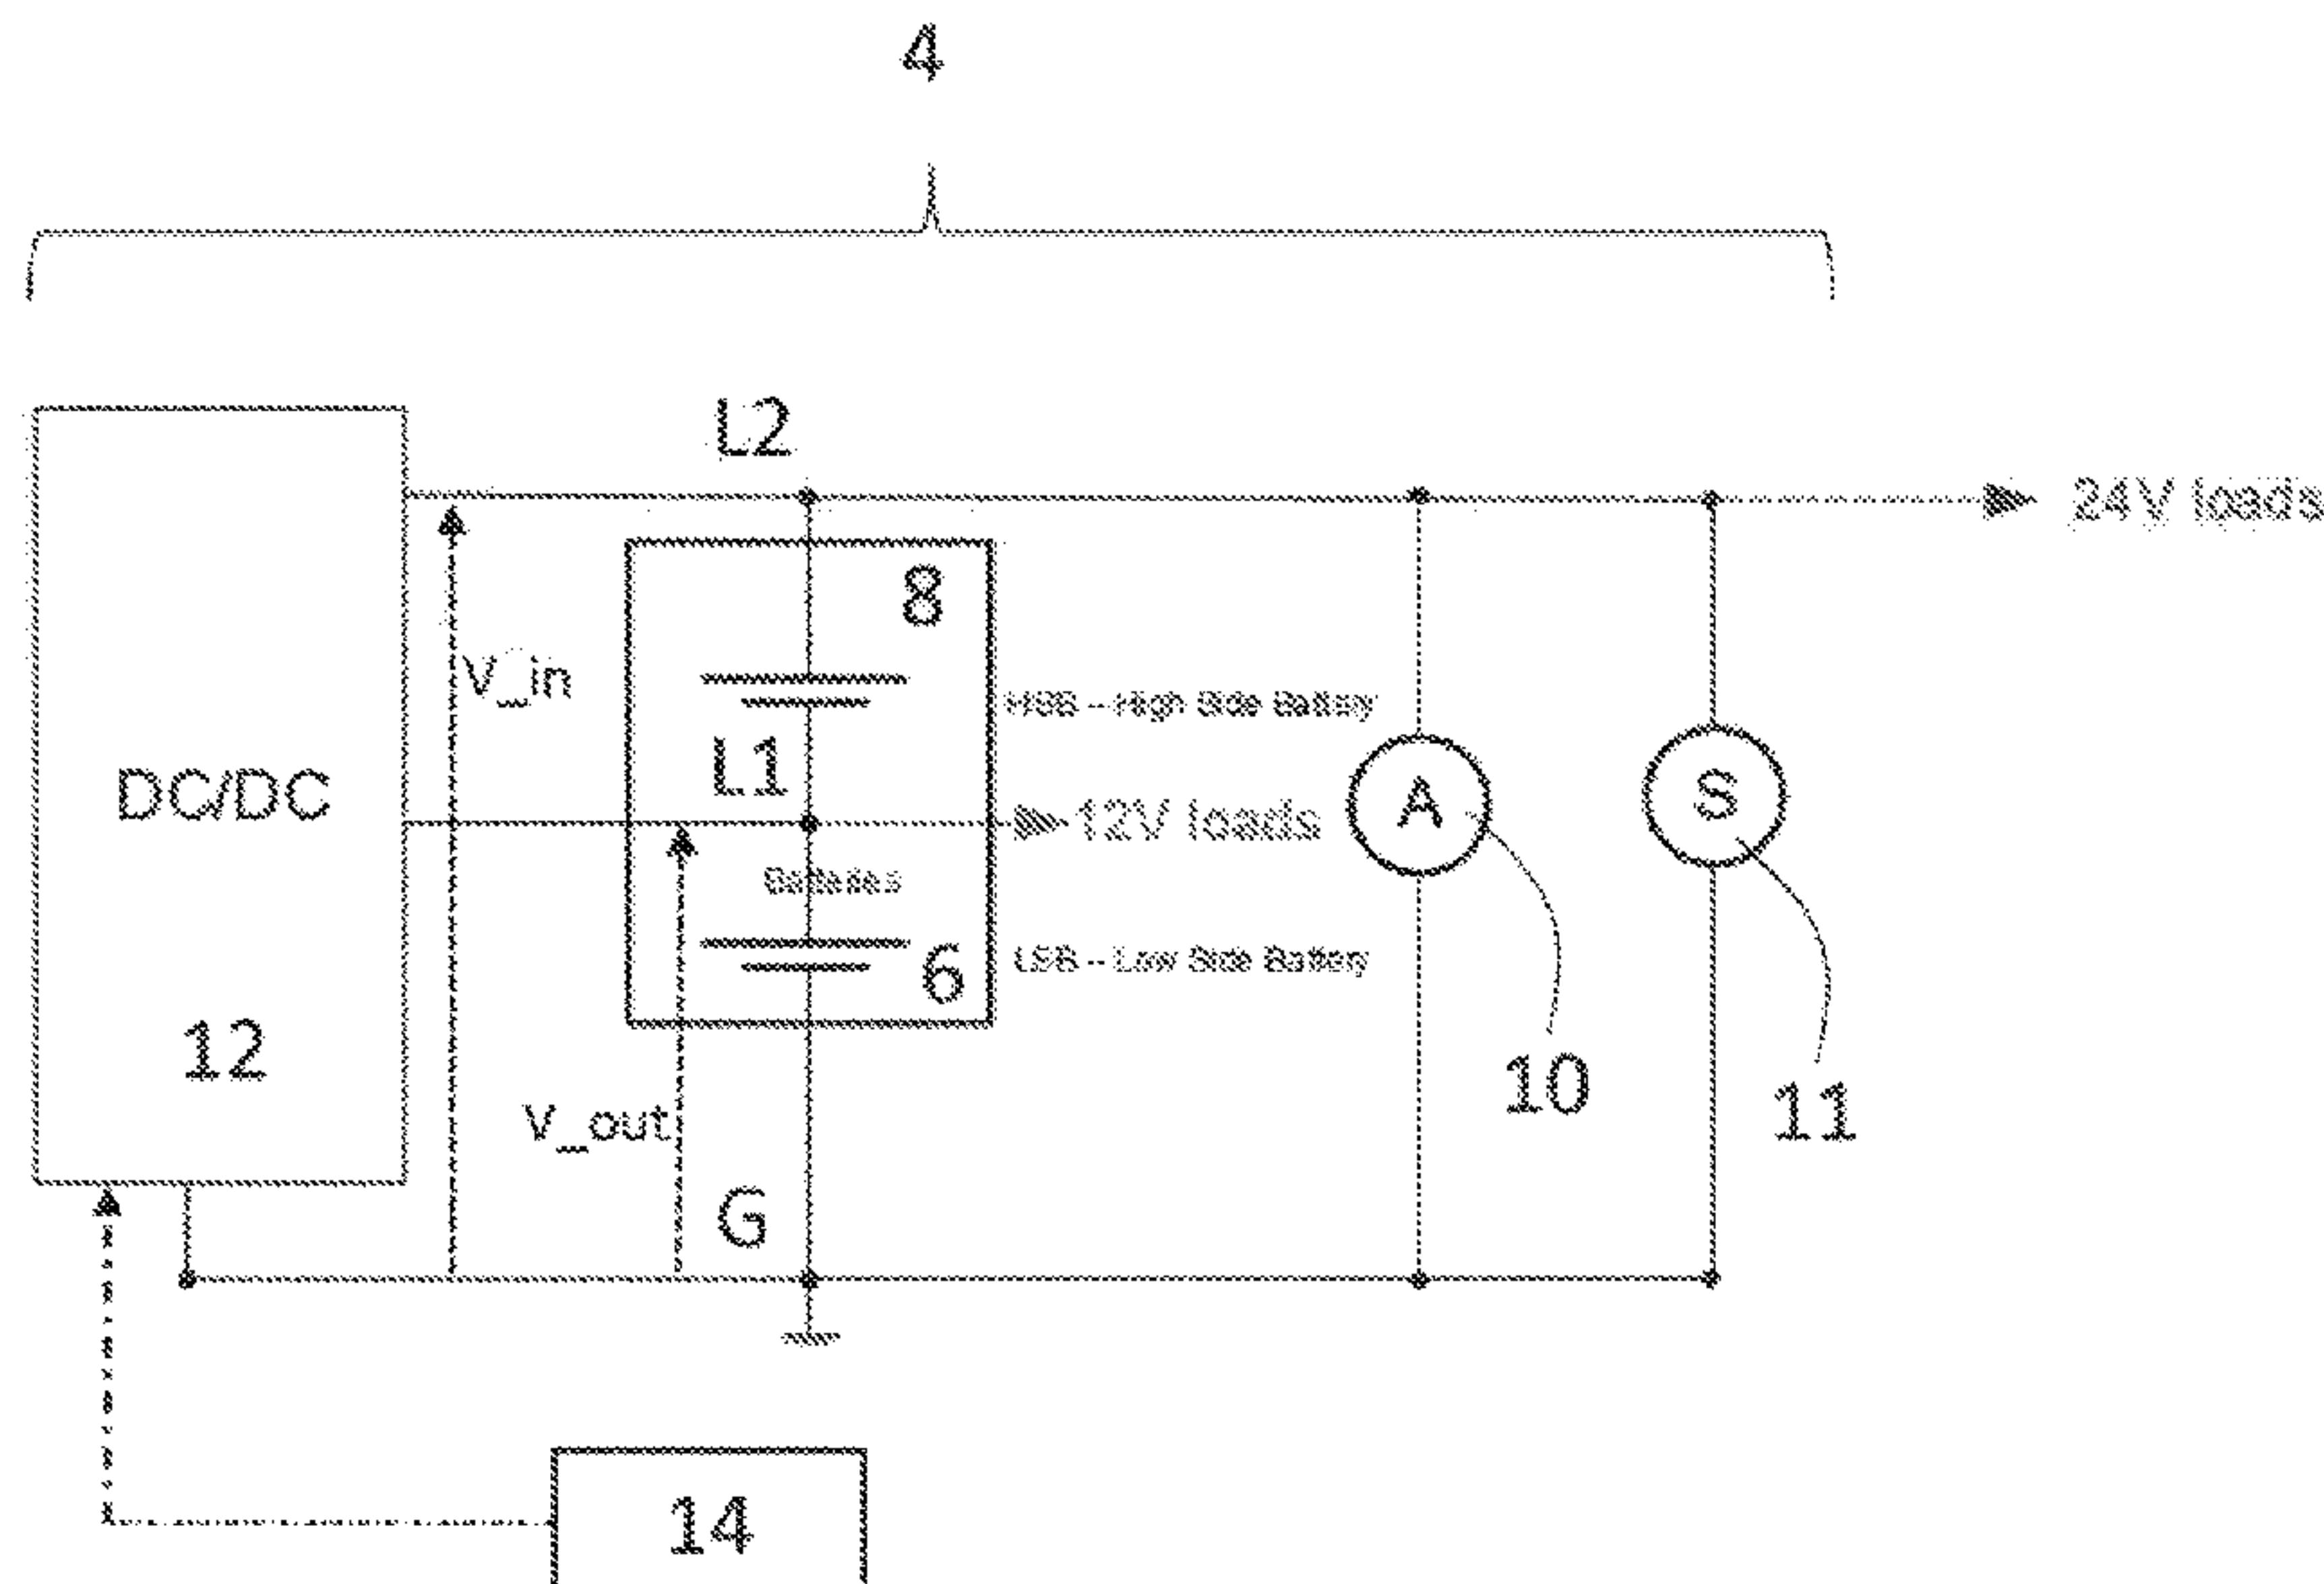 4
L2
24V loads
8
V_in
HSB – High Side Battery
L1
DC/DC
12V loads
A
S
Batteries
6
LSB – Low Side Battery
12
10
11
V_out
G
14